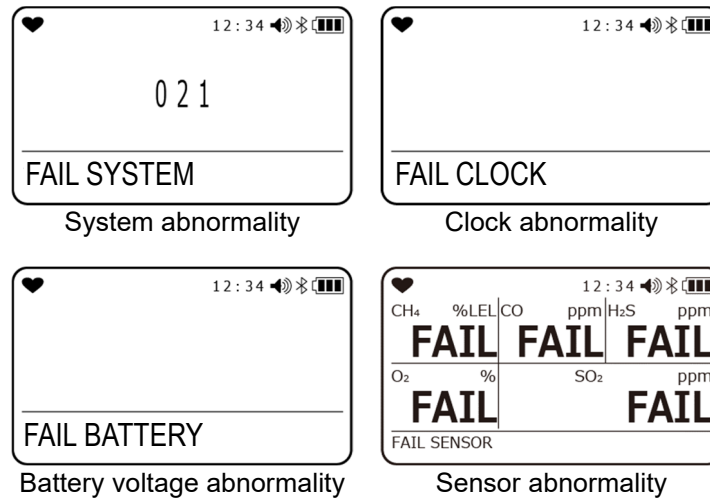 12:34
021
FAIL SYSTEM
System abnormality
12:34
FAIL CLOCK
Clock abnormality
12:34
FAIL BATTERY
Battery voltage abnormality
12:34
CH₄ %LEL CO ppm H₂S ppm
FAIL FAIL FAIL
O₂ % SO₂ ppm
FAIL FAIL
FAIL SENSOR
Sensor abnormality